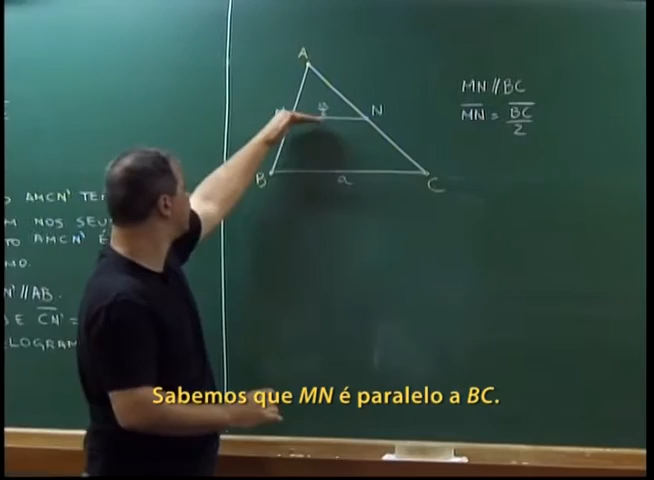 A
N
B
a
C
MN // BC
MN = BC
2
O AMCN' TE
M NOS SEUS
TO AMCN' É
MO.
N' // AB.
E CN' =
LOGRAM
Sabemos que MN é paralelo a BC.